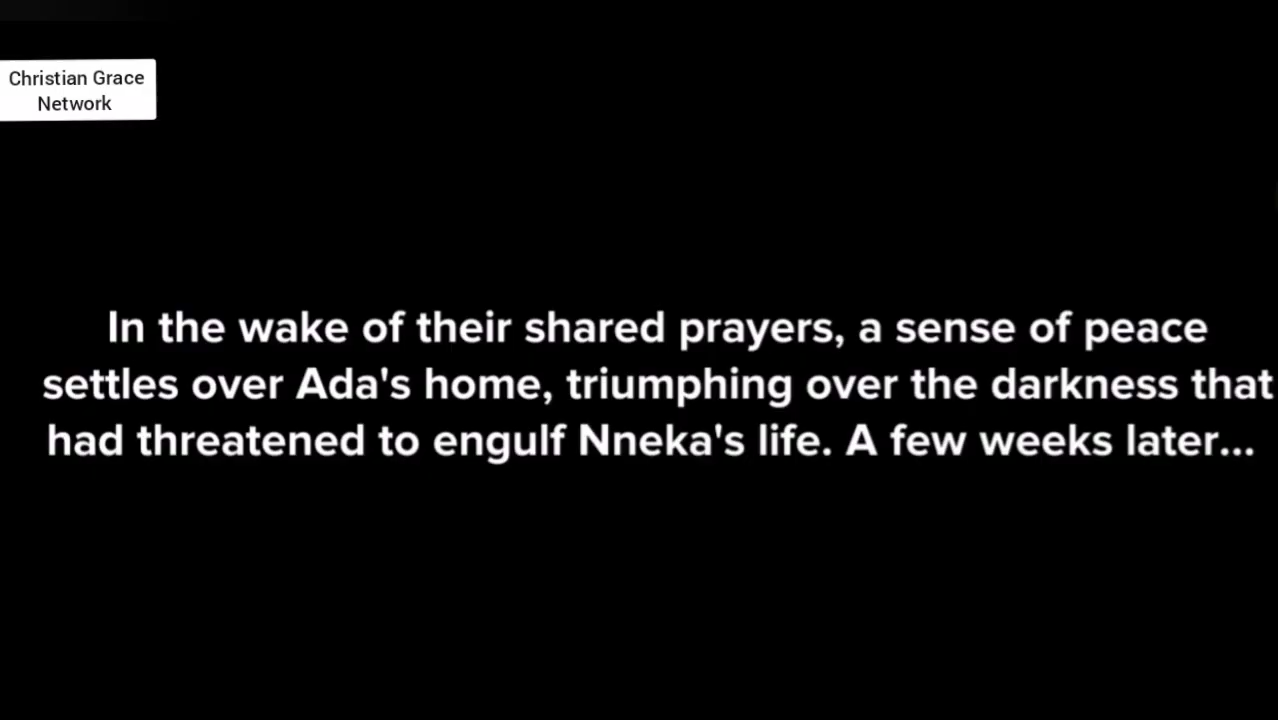 Christian Grace
Network
In the wake of their shared prayers, a sense of peace
settles over Ada's home, triumphing over the darkness that
had threatened to engulf Nneka's life. A few weeks later...